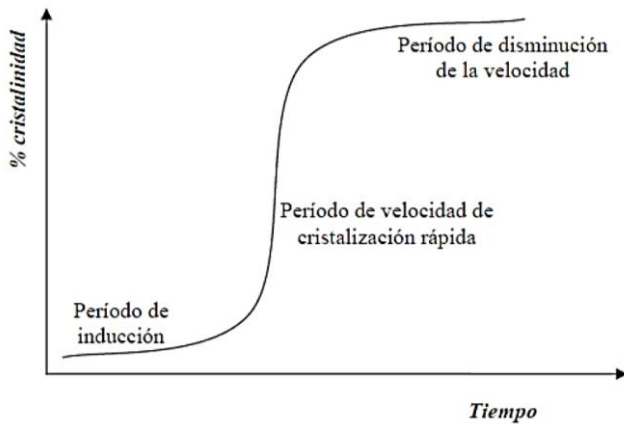 % cristalinidad
Período de disminución
de la velocidad
Período de velocidad de
cristalización rápida
Período de
inducción
Tiempo